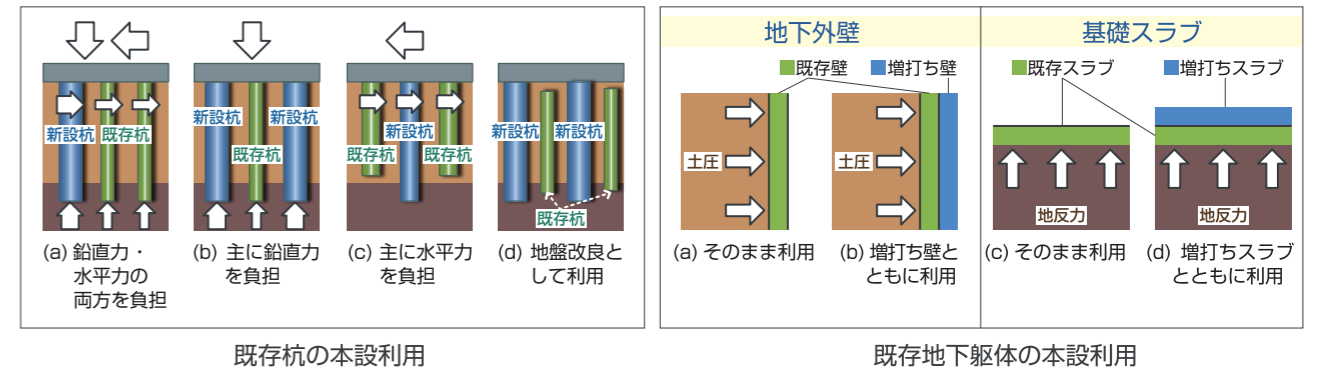 新設杭
既存杭
(a) 鉛直力・
水平力の
両方を負担
新設杭
新設杭
既存杭
(b) 主に鉛直力
を負担
新設杭
既存杭
既存杭
(c) 主に水平力
を負担
新設杭
新設杭
既存杭
(d) 地盤改良と
して利用
既存杭の本設利用
地下外壁
既存壁
増打ち壁
土圧
(a) そのまま利用
土圧
(b) 増打ち壁と
ともに利用
基礎スラブ
既存スラブ
増打ちスラブ
地反力
(c) そのまま利用
地反力
(d) 増打ちスラブ
とともに利用
既存地下躯体の本設利用